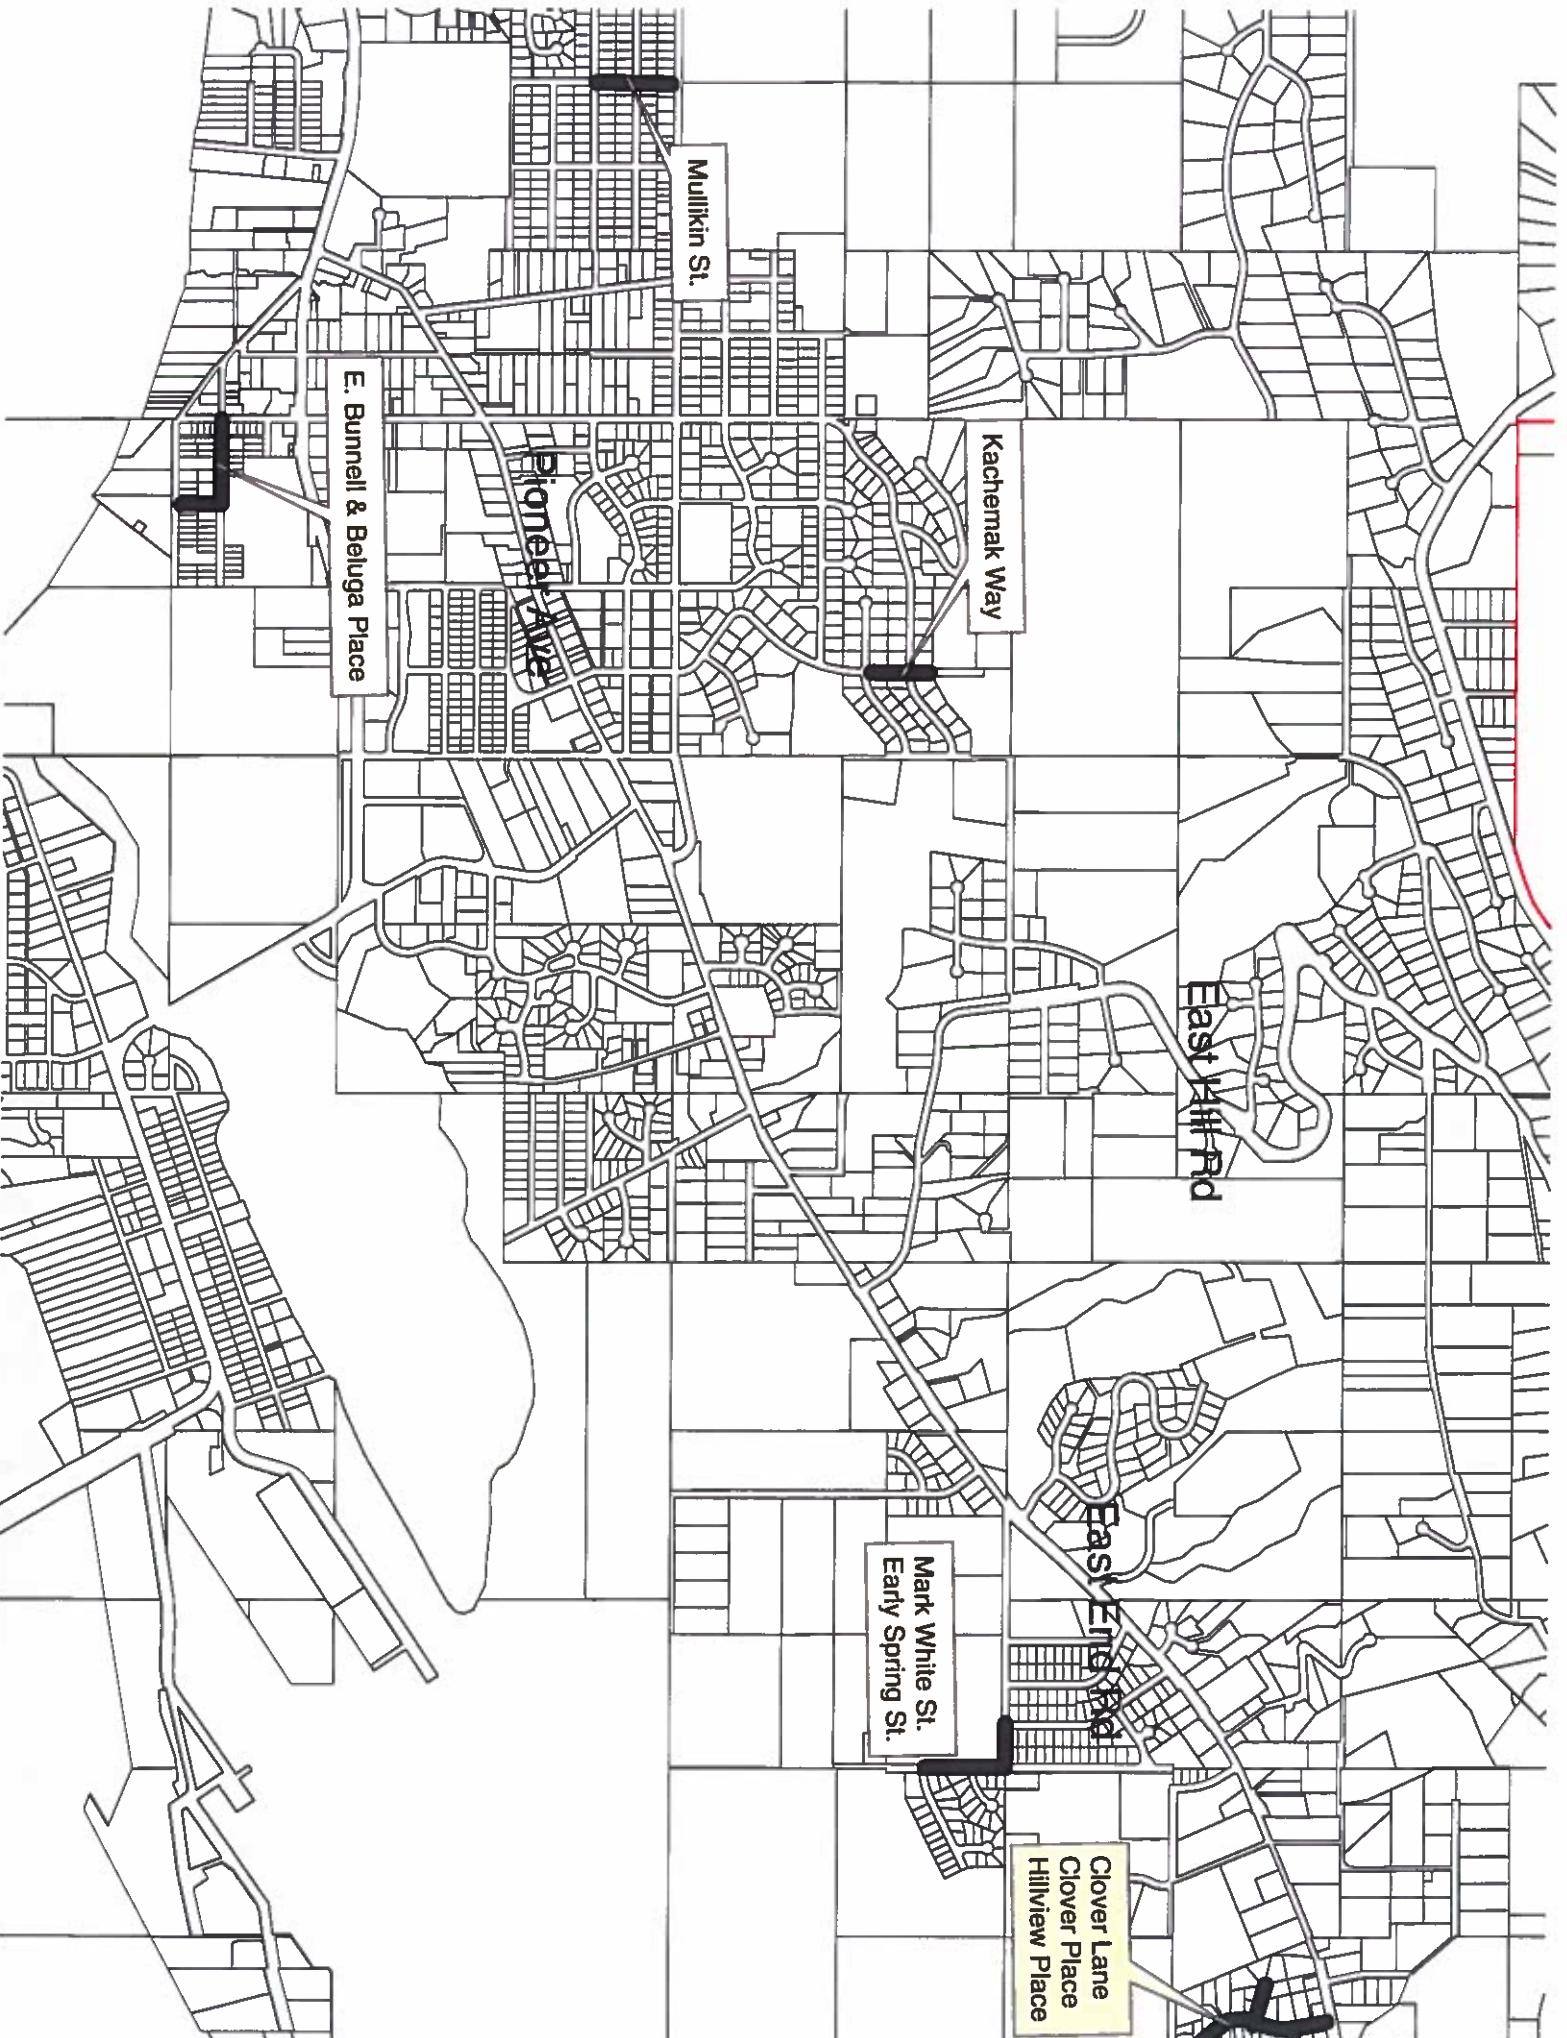 Mullikin St.
E. Bunnell & Beluga Place
Pioneer Ave
Kachemak Way
East Hill Rd
East End Rd
Mark White St.
Early Spring St.
Clover Lane
Clover Place
Hillview Place